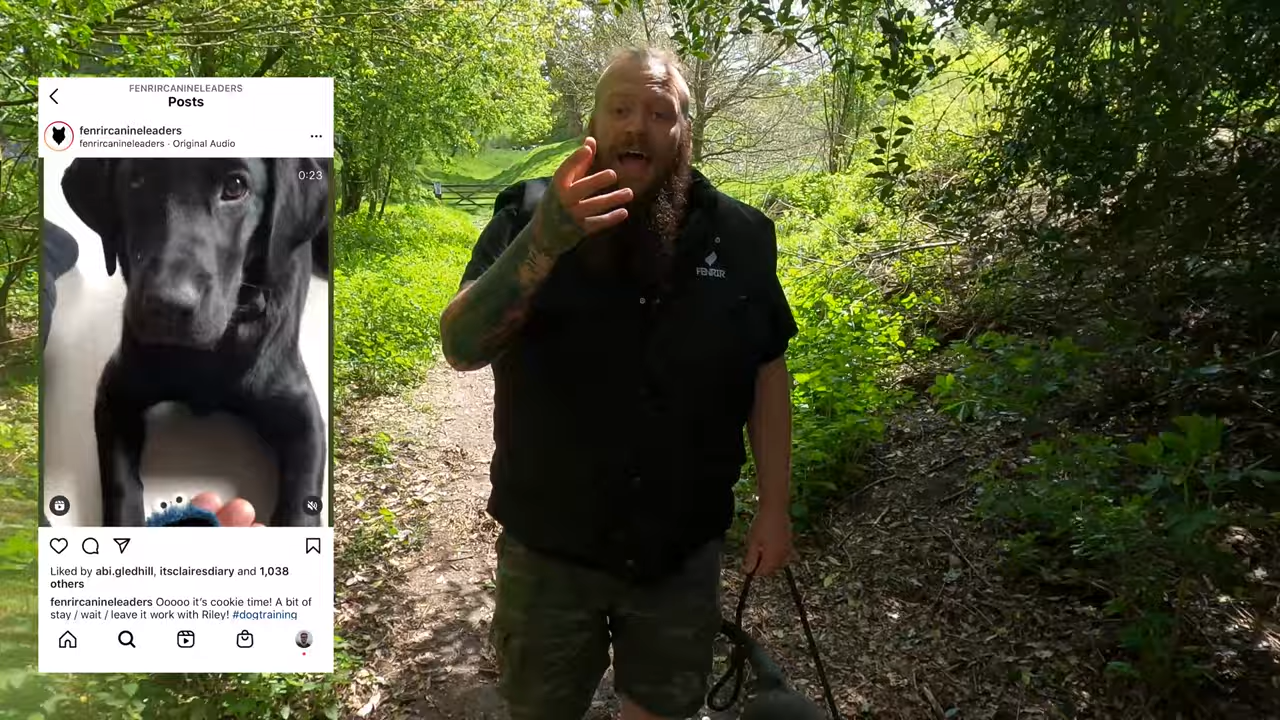 FENRIRCANINELEADERS
Posts
fenrircanineleaders
fenrircanineleaders · Original Audio
0:23
Liked by abi.gledhill, itsclairesdiary and 1,038
others
fenrircanineleaders Ooooo it's cookie time! A bit of
stay / wait / leave it work with Riley! #dogtraining
FENRIR